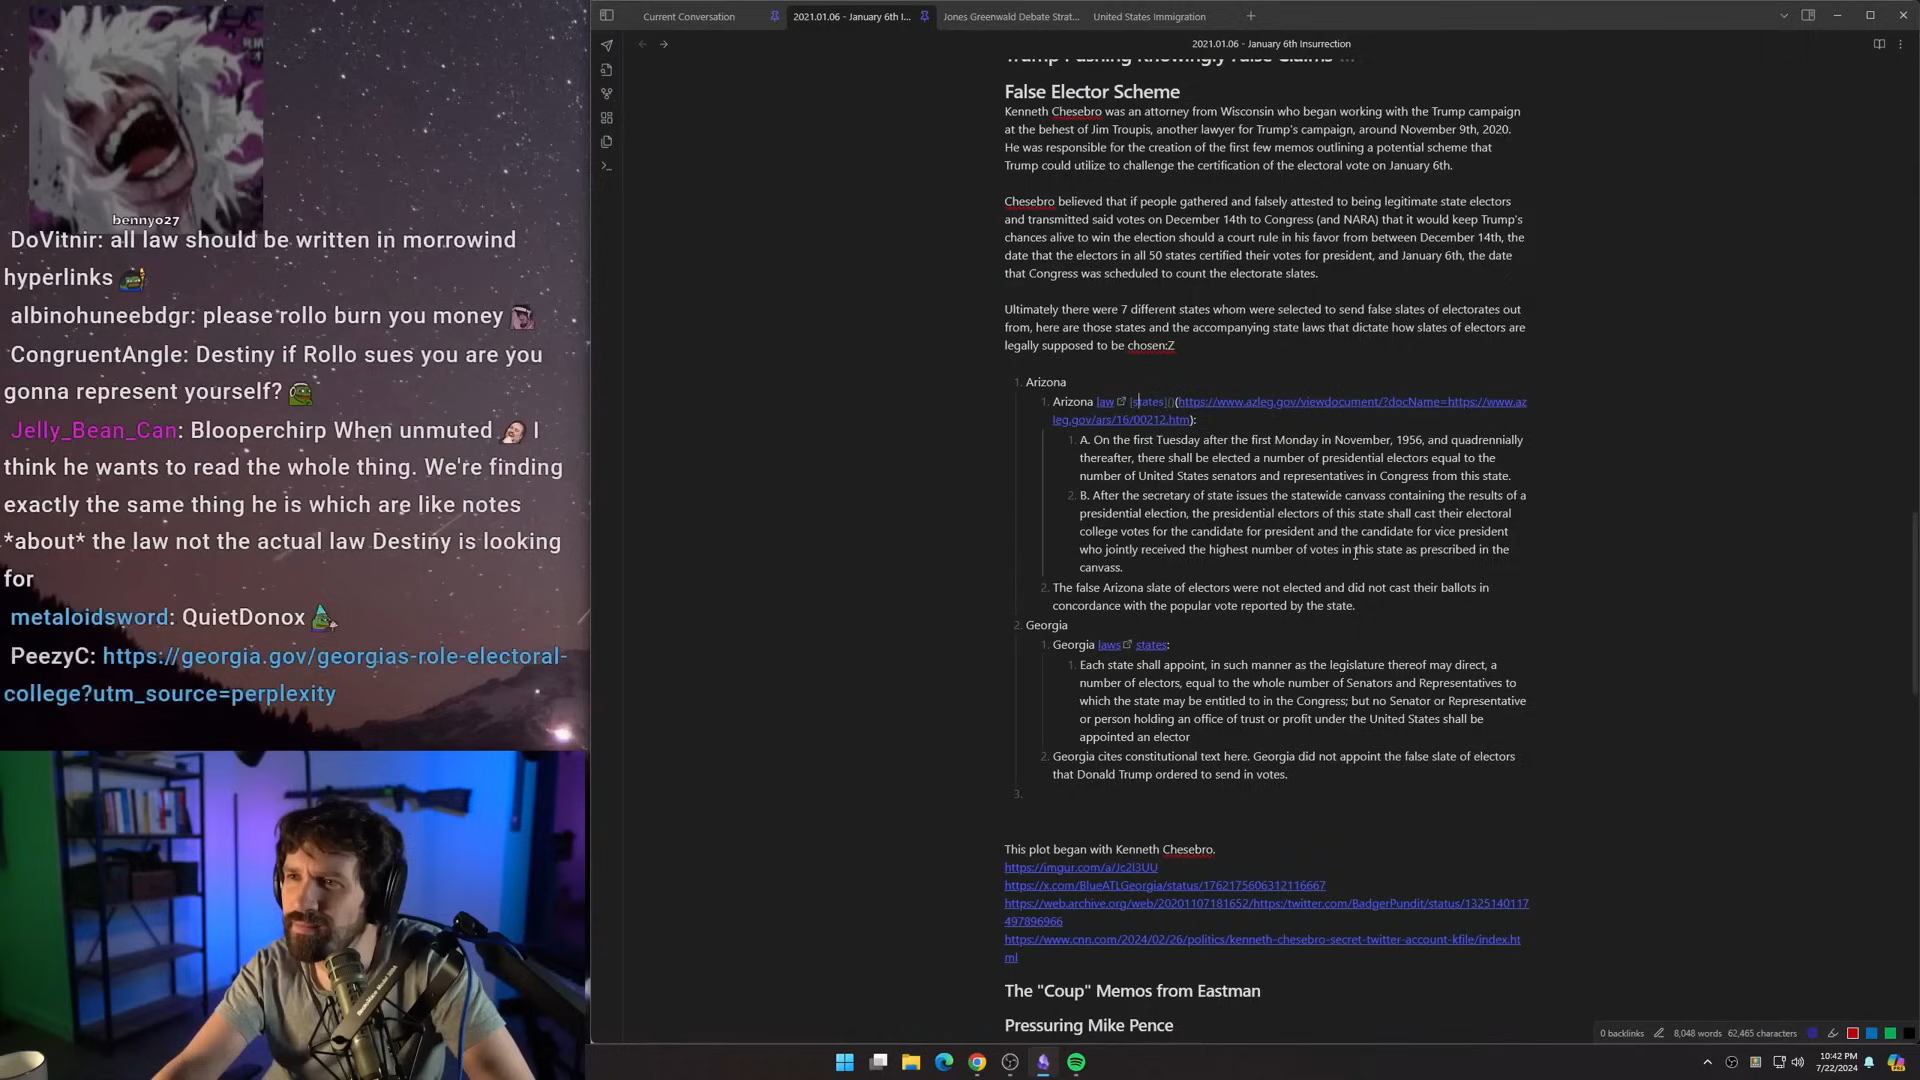 Current Conversation
2021.01.06 - January 6th I...
Jones Greenwald Debate Strat...
United States Immigration
2021.01.06 - January 6th Insurrection
Trump Pushing Knowingly False Claims ...
False Elector Scheme
Kenneth Chesebro was an attorney from Wisconsin who began working with the Trump campaign
at the behest of Jim Troupis, another lawyer for Trump's campaign, around November 9th, 2020.
He was responsible for the creation of the first few memos outlining a potential scheme that
Trump could utilize to challenge the certification of the electoral vote on January 6th.
Chesebro believed that if people gathered and falsely attested to being legitimate state electors
and transmitted said votes on December 14th to Congress (and NARA) that it would keep Trump's
chances alive to win the election should a court rule in his favor from between December 14th, the
date that the electors in all 50 states certified their votes for president, and January 6th, the date
that Congress was scheduled to count the electorate slates.
Ultimately there were 7 different states whom were selected to send false slates of electorates out
from, here are those states and the accompanying state laws that dictate how slates of electors are
legally supposed to be chosen:Z
1. Arizona
1. Arizona law [states]()(https://www.azleg.gov/viewdocument/?docName=https://www.az
leg.gov/ars/16/00212.htm):
1. A. On the first Tuesday after the first Monday in November, 1956, and quadrennially
thereafter, there shall be elected a number of presidential electors equal to the
number of United States senators and representatives in Congress from this state.
2. B. After the secretary of state issues the statewide canvass containing the results of a
presidential election, the presidential electors of this state shall cast their electoral
college votes for the candidate for president and the candidate for vice president
who jointly received the highest number of votes in this state as prescribed in the
canvass.
2. The false Arizona slate of electors were not elected and did not cast their ballots in
concordance with the popular vote reported by the state.
2. Georgia
1. Georgia laws states:
1. Each state shall appoint, in such manner as the legislature thereof may direct, a
number of electors, equal to the whole number of Senators and Representatives to
which the state may be entitled to in the Congress; but no Senator or Representative
or person holding an office of trust or profit under the United States shall be
appointed an elector
2. Georgia cites constitutional text here. Georgia did not appoint the false slate of electors
that Donald Trump ordered to send in votes.
3.
This plot began with Kenneth Chesebro.
https://imgur.com/a/Jc2l3UU
https://x.com/BlueATLGeorgia/status/1762175606312116667
https://web.archive.org/web/20201107181652/https:/twitter.com/BadgerPundit/status/1325140117
497896966
https://www.cnn.com/2024/02/26/politics/kenneth-chesebro-secret-twitter-account-kfile/index.ht
ml
The "Coup" Memos from Eastman
Pressuring Mike Pence
0 backlinks
8,048 words
62,465 characters
10:42 PM
7/22/2024
bennyo27
DoVitnir: all law should be written in morrowind
hyperlinks
albinohuneebdgr: please rollo burn you money
CongruentAngle: Destiny if Rollo sues you are you
gonna represent yourself?
Jelly_Bean_Can: Blooperchirp When unmuted I
think he wants to read the whole thing. We're finding
exactly the same thing he is which are like notes
*about* the law not the actual law Destiny is looking
for
metaloidsword: QuietDonox
PeezyC: https://georgia.gov/georgias-role-electoral-
college?utm_source=perplexity